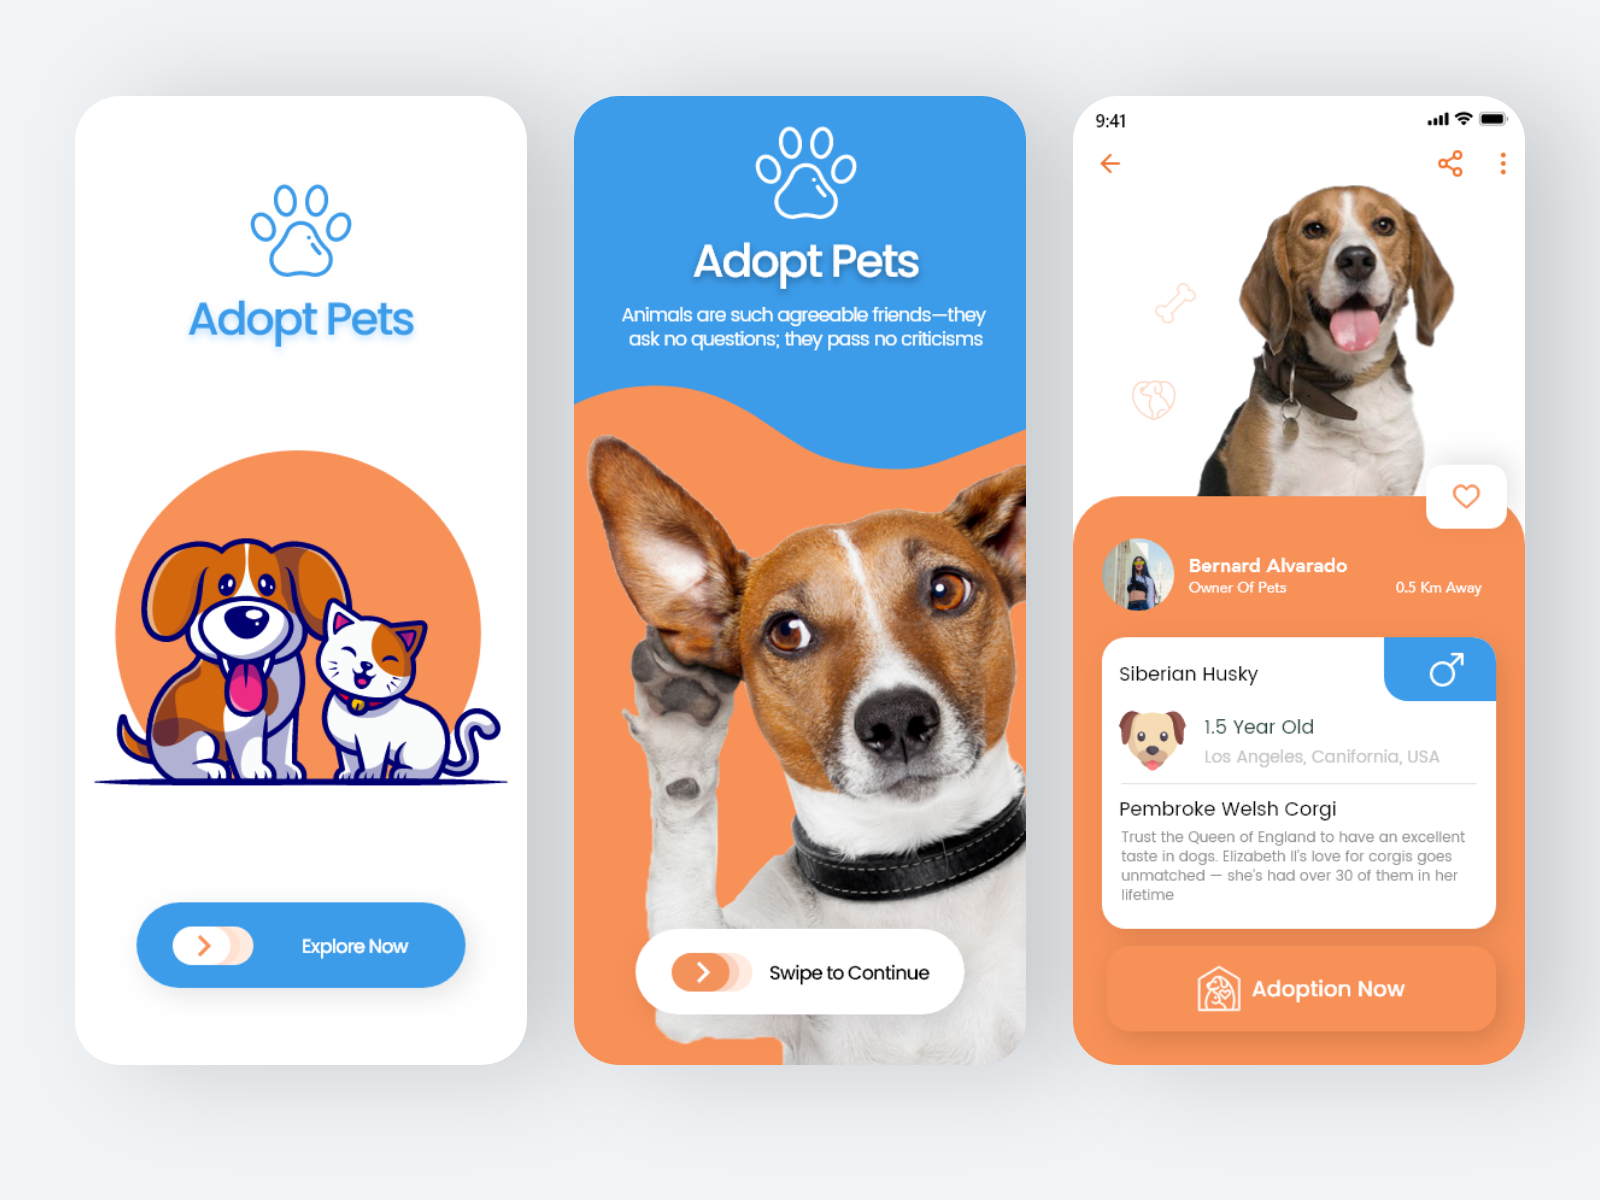 Adopt Pets
Explore Now
Adopt Pets
Animals are such agreeable friends—they
ask no questions; they pass no criticisms
Swipe to Continue
9:41
Bernard Alvarado
Owner Of Pets
0.5 Km Away
Siberian Husky
1.5 Year Old
Los Angeles, Canifornia, USA
Pembroke Welsh Corgi
Trust the Queen of England to have an excellent
taste in dogs. Elizabeth II's love for corgis goes
unmatched — she's had over 30 of them in her
lifetime
Adoption Now